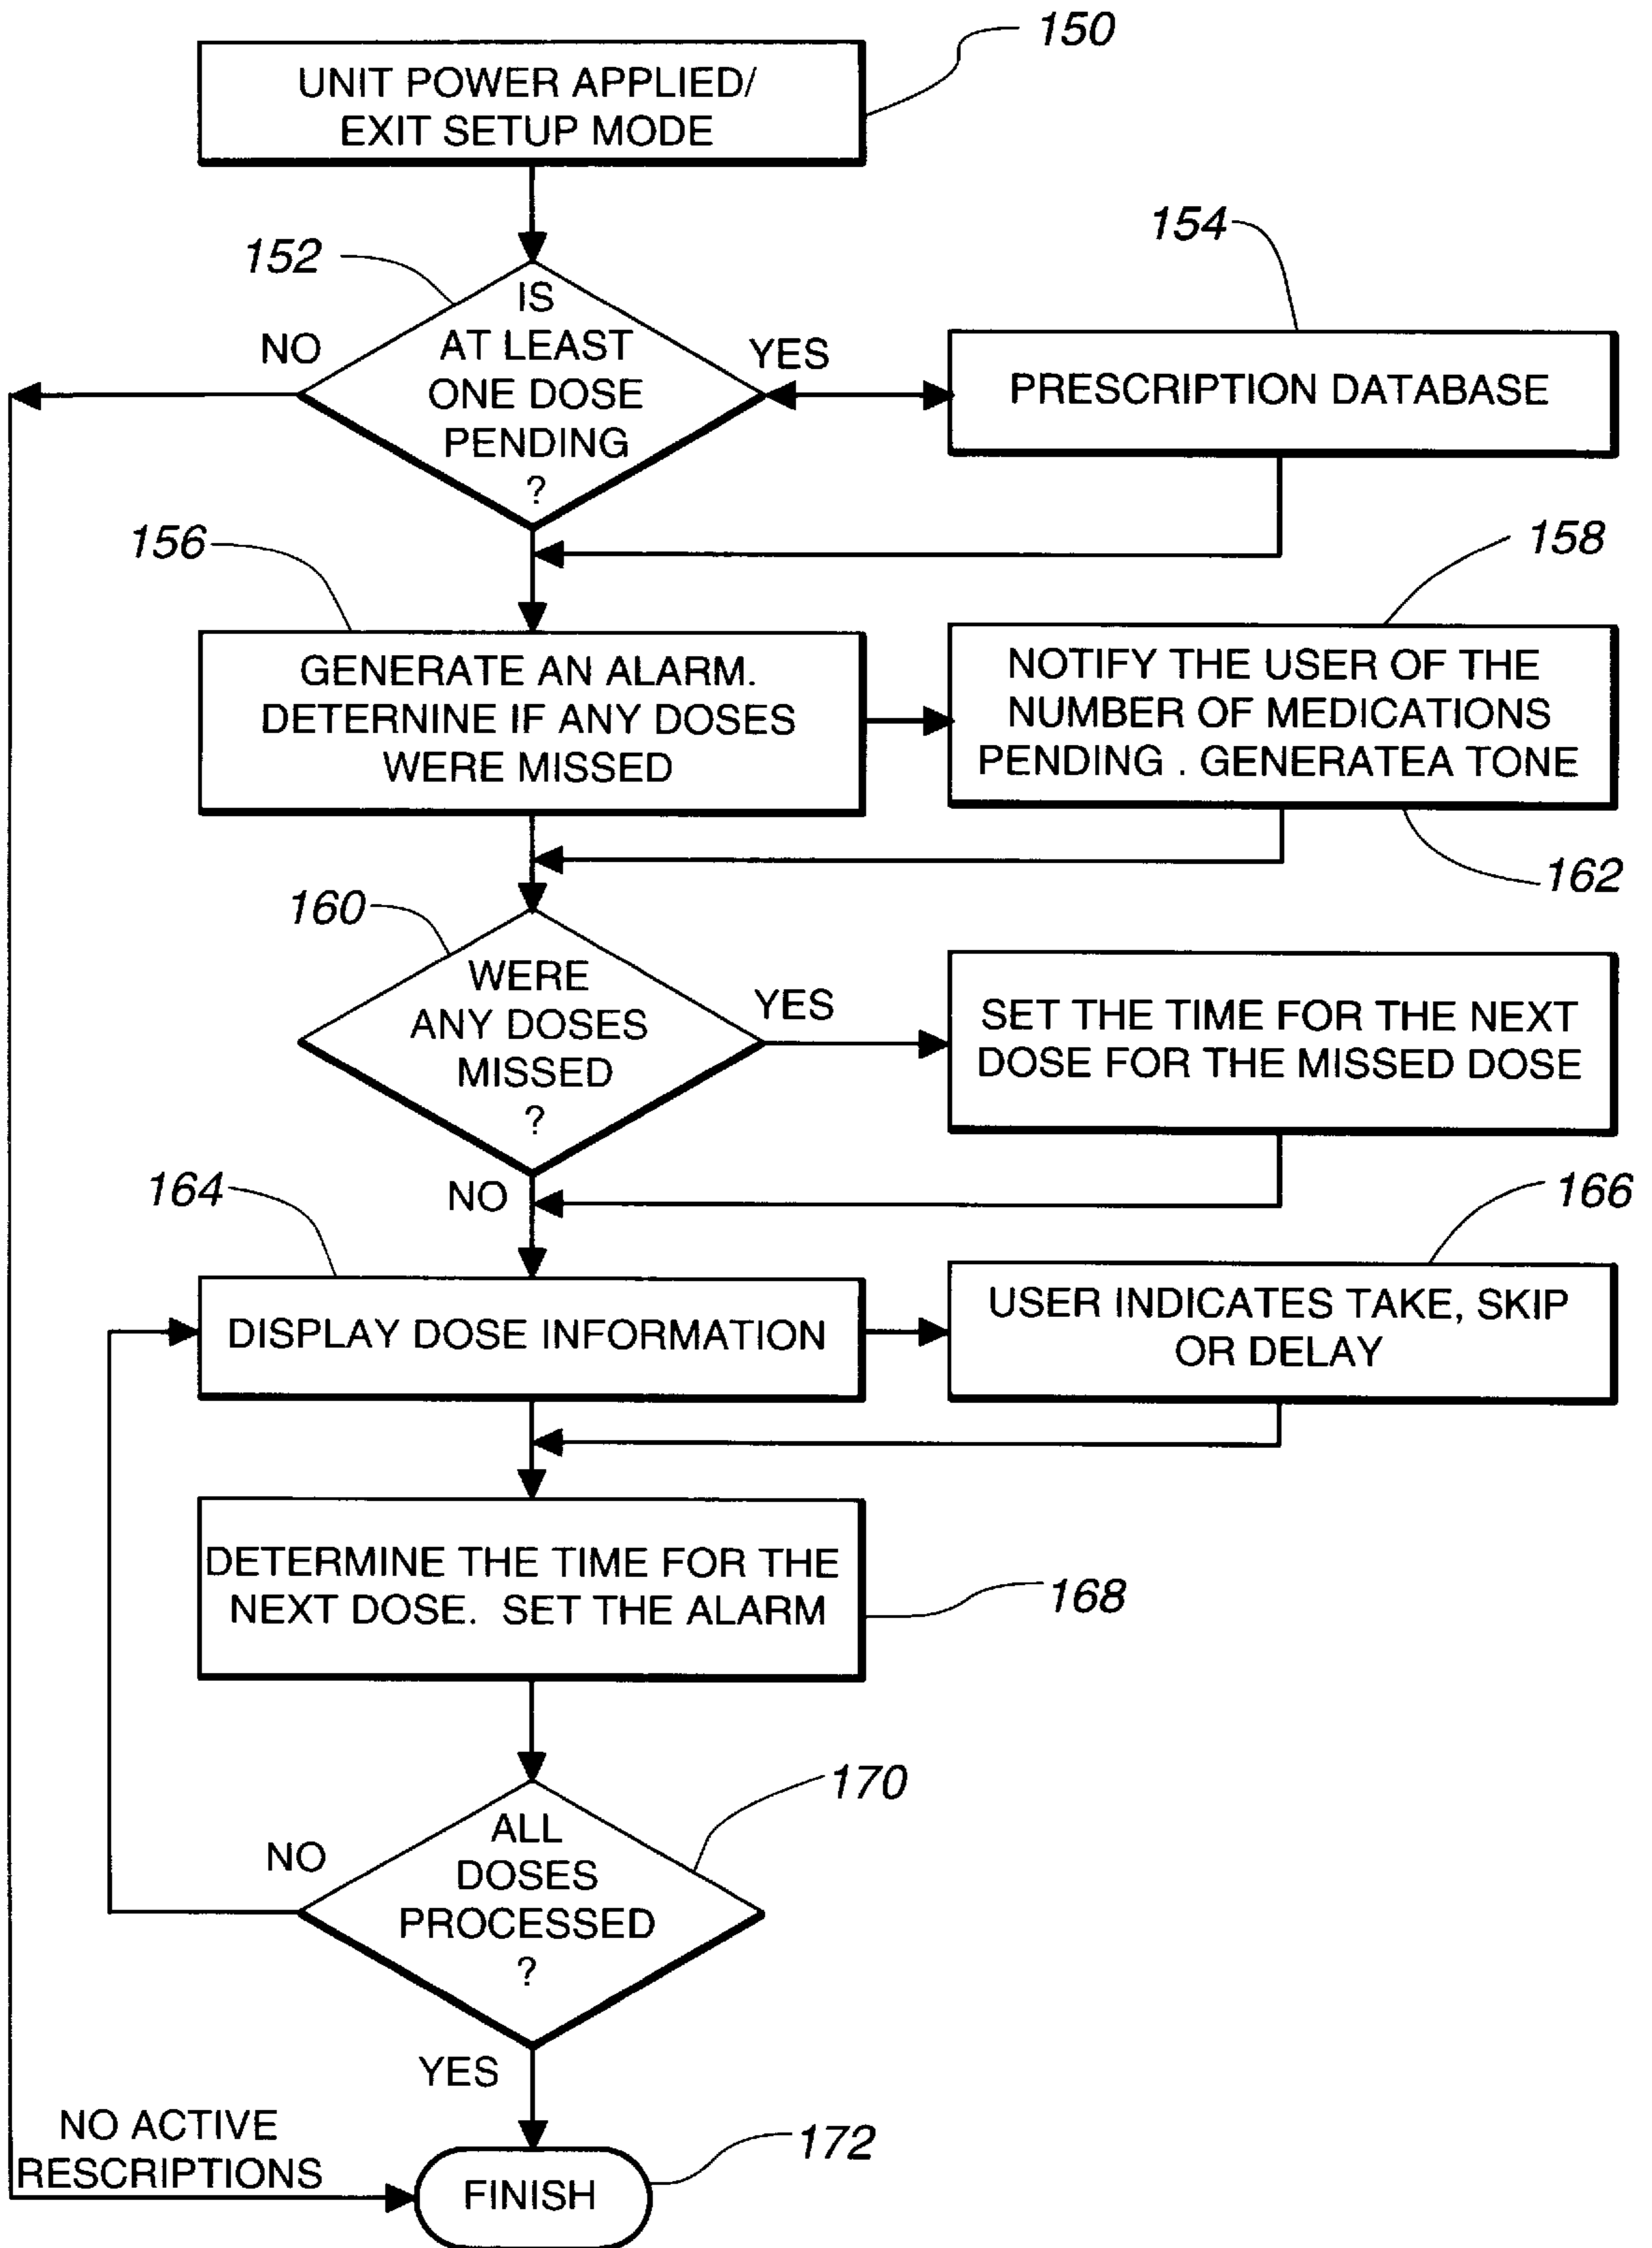 150
UNIT POWER APPLIED/
EXIT SETUP MODE
152
154
IS
AT LEAST
ONE DOSE
PENDING
?
NO
YES
PRESCRIPTION DATABASE
156
158
GENERATE AN ALARM.
DETERNINE IF ANY DOSES
WERE MISSED
NOTIFY THE USER OF THE
NUMBER OF MEDICATIONS
PENDING . GENERATEA TONE
162
160
WERE
ANY DOSES
MISSED
?
YES
SET THE TIME FOR THE NEXT
DOSE FOR THE MISSED DOSE
NO
164
166
DISPLAY DOSE INFORMATION
USER INDICATES TAKE, SKIP
OR DELAY
DETERMINE THE TIME FOR THE
NEXT DOSE. SET THE ALARM
168
170
ALL
DOSES
PROCESSED
?
NO
YES
NO ACTIVE
RESCRIPTIONS
172
FINISH